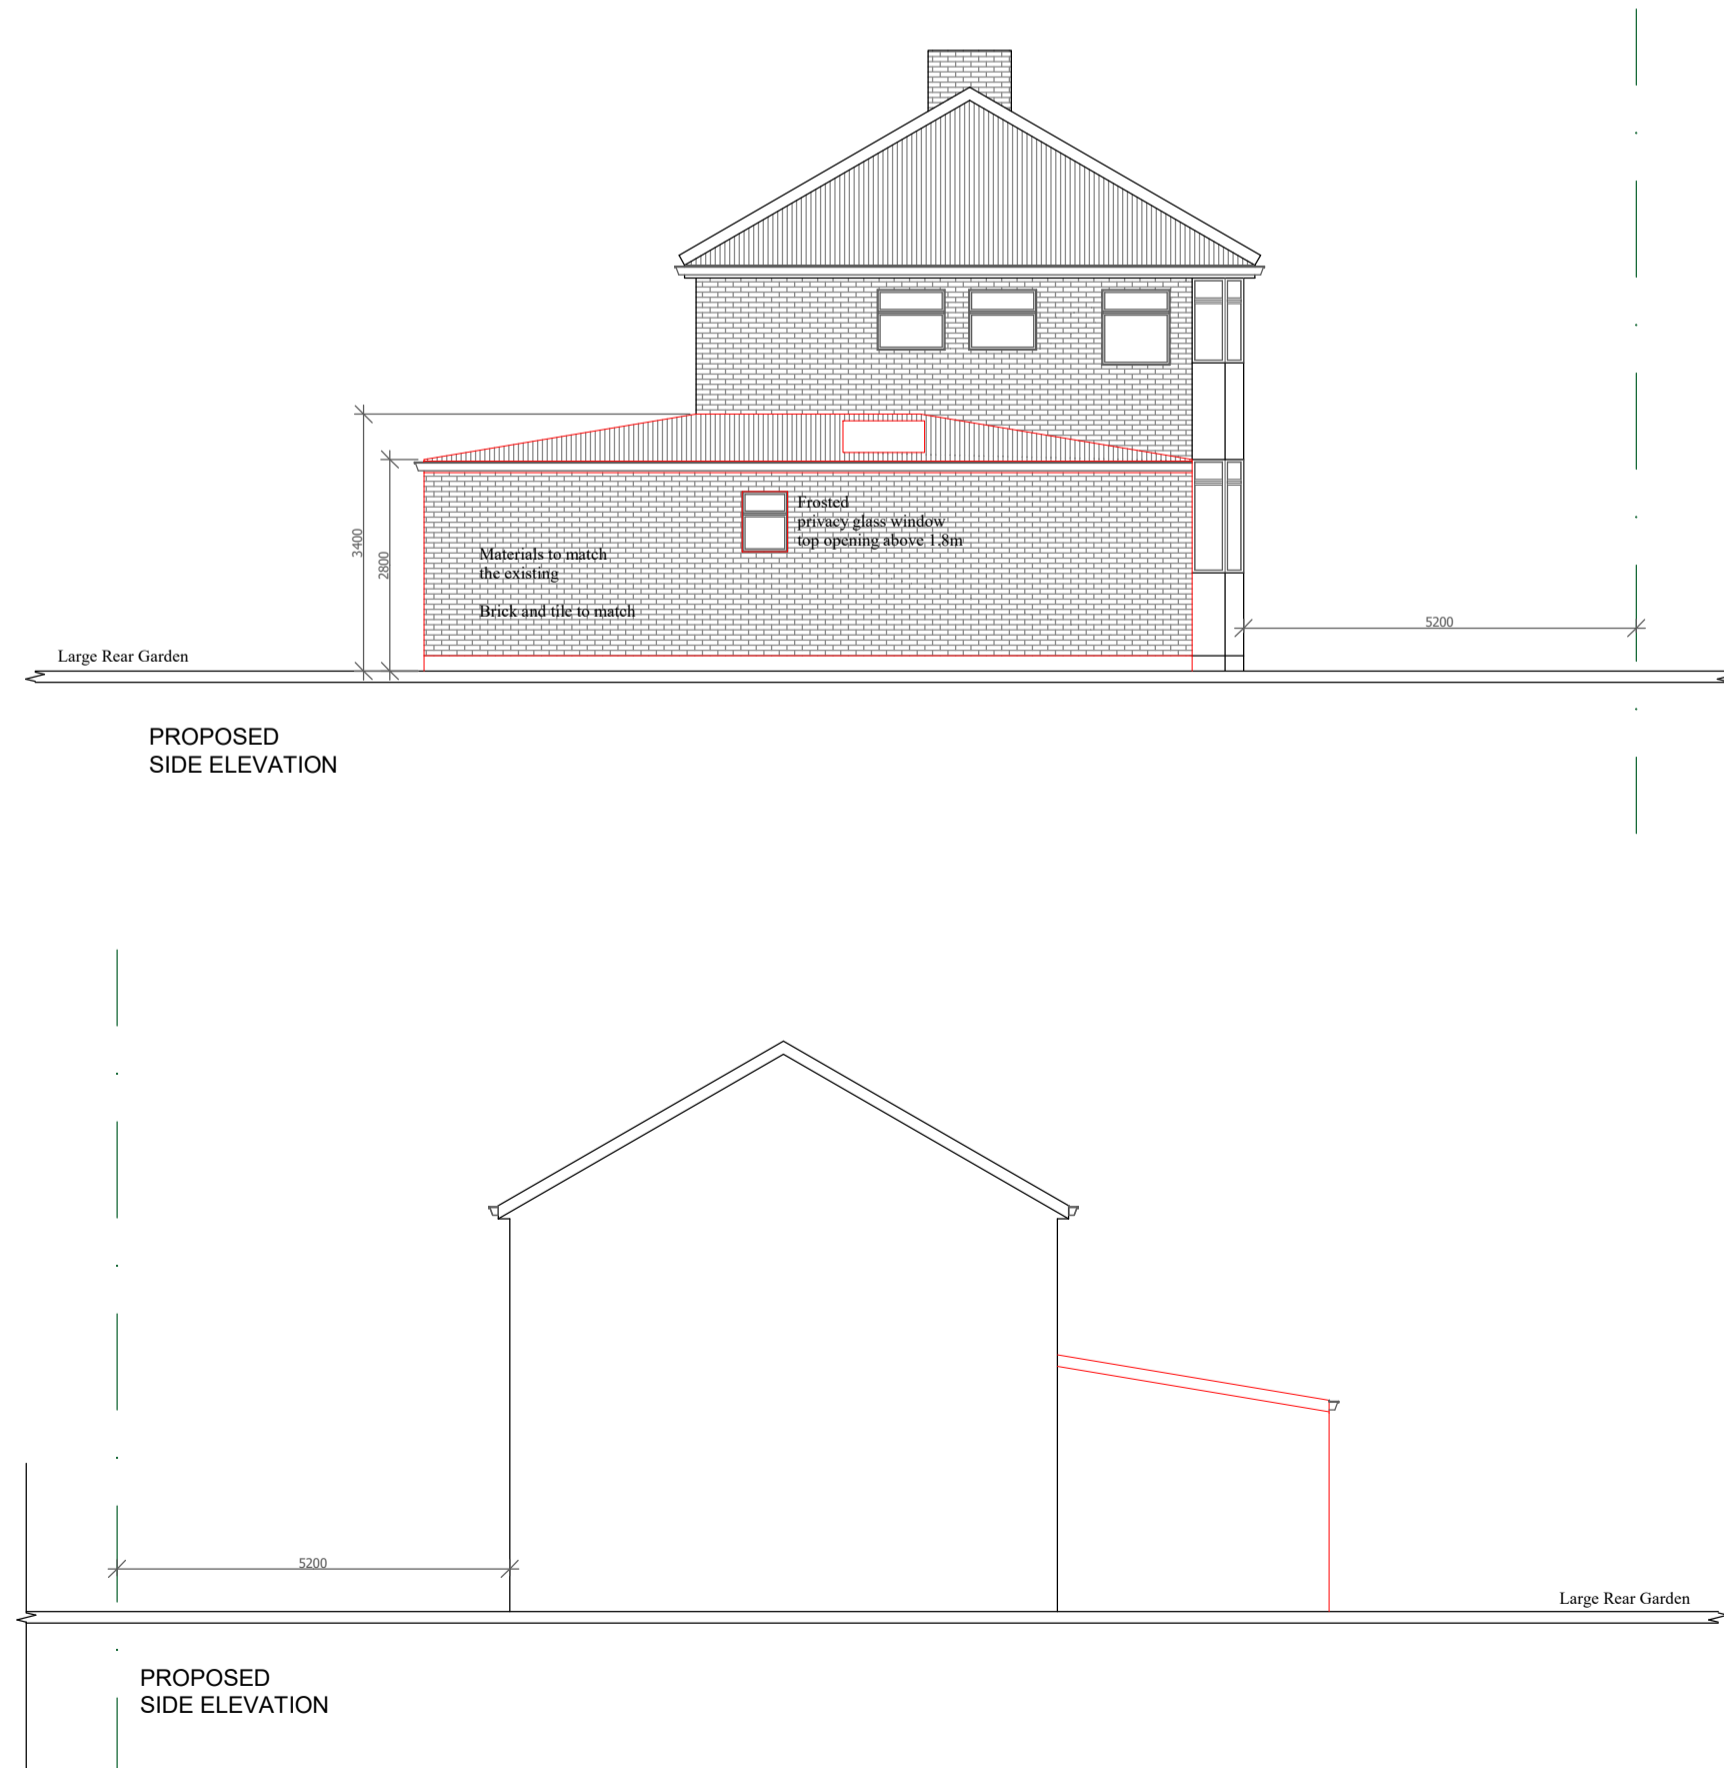 Frosted
privacy glass window
top opening above 1.8m
Materials to match
the existing
Brick and tile to match
3400
2800
5200
Large Rear Garden
PROPOSED
SIDE ELEVATION
5200
Large Rear Garden
PROPOSED
SIDE ELEVATION